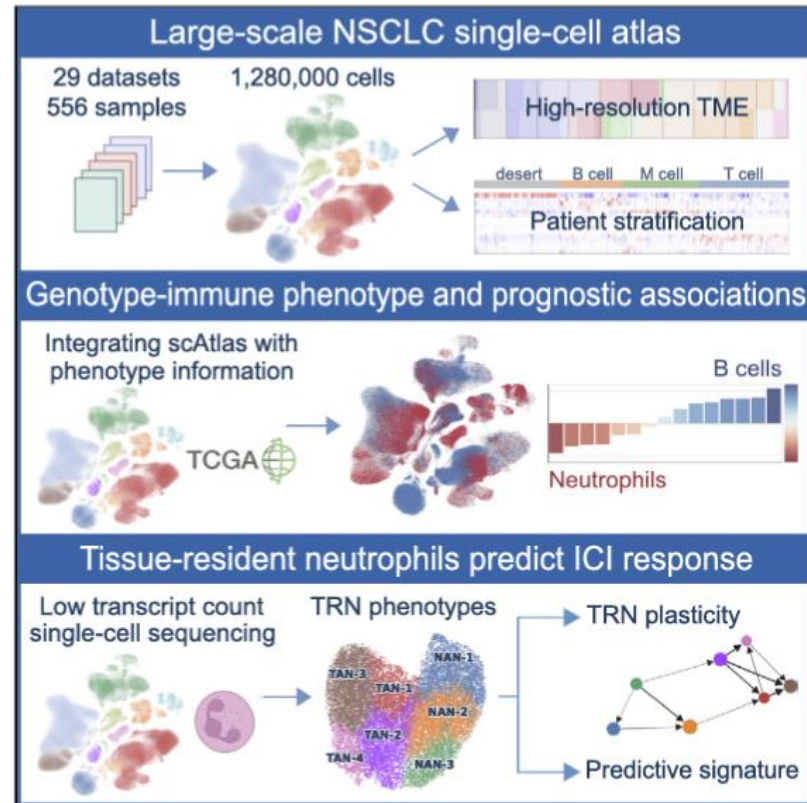 Large-scale NSCLC single-cell atlas
29 datasets
556 samples
1,280,000 cells
High-resolution TME
desert B cell M cell T cell
Patient stratification
Genotype-immune phenotype and prognostic associations
Integrating scAtlas with
phenotype information
TCGA
B cells
Neutrophils
Tissue-resident neutrophils predict ICI response
Low transcript count
single-cell sequencing
TRN phenotypes
TAN-3
TAN-1
NAN-1
TAN-2
NAN-2
TAN-4
NAN-3
TRN plasticity
Predictive signature